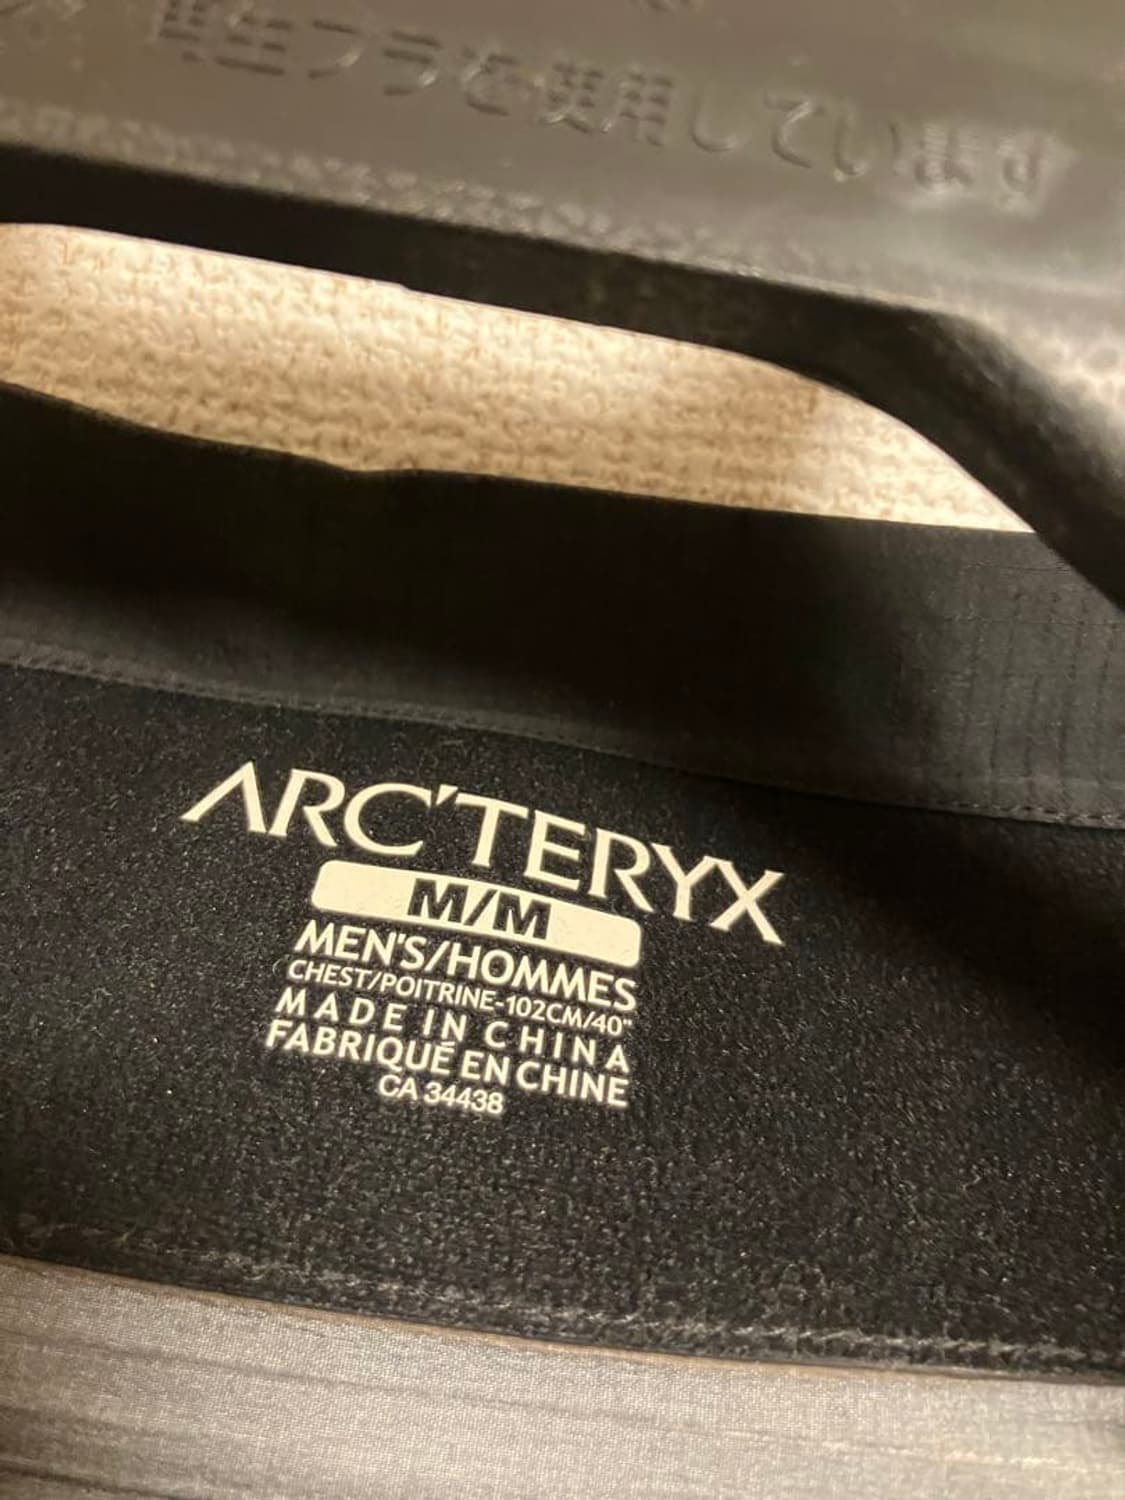 再生プラを使用しています
ARC'TERYX
M/M
MEN'S/HOMMES
CHEST/POITRINE-102CM/40"
MADE IN CHINA
FABRIQUÉ EN CHINE
CA 34438